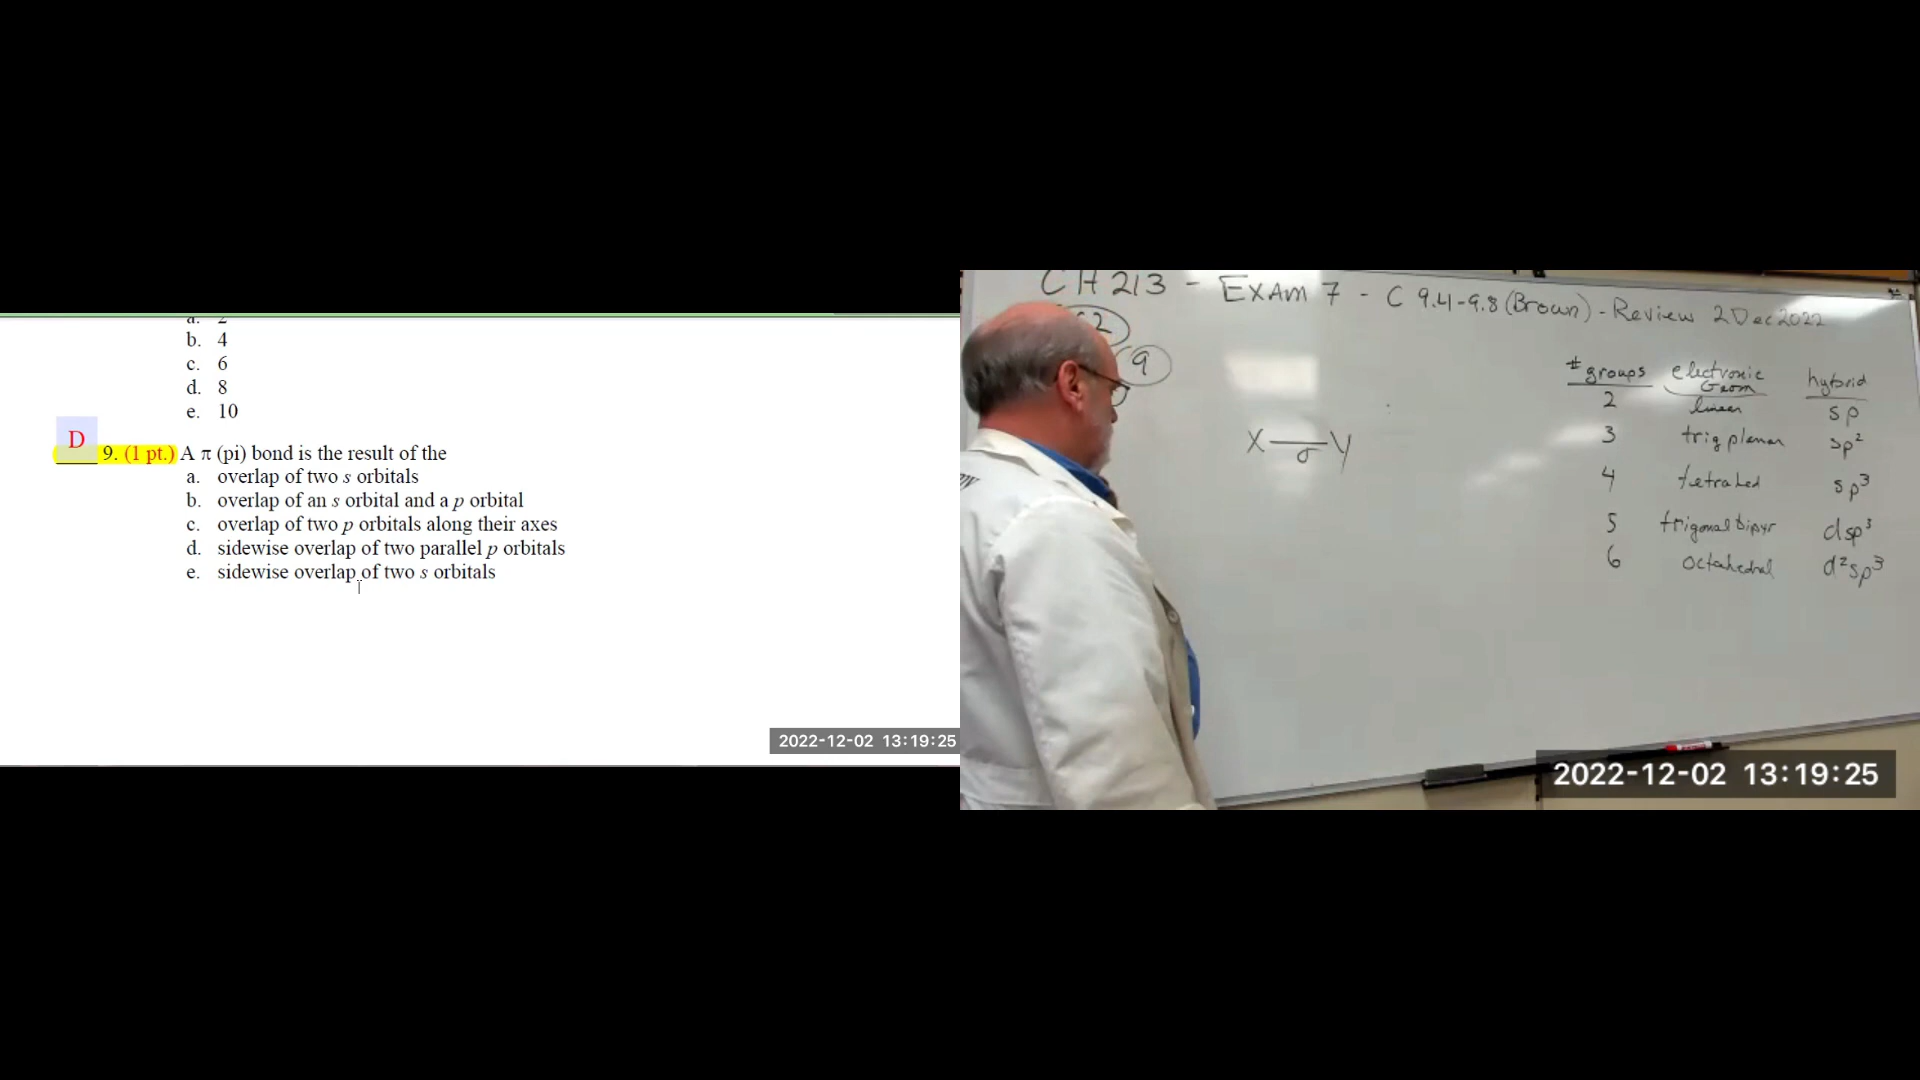 a. 2
b. 4
c. 6
d. 8
e. 10
D
9. (1 pt.) A π (pi) bond is the result of the
a. overlap of two s orbitals
b. overlap of an s orbital and a p orbital
c. overlap of two p orbitals along their axes
d. sidewise overlap of two parallel p orbitals
e. sidewise overlap of two s orbitals
2022-12-02 13:19:25
CH 213 - EXAM 7 - C 9.4-9.8 (Brown) - Review 2 Dec 2022
9
X — Y
σ
# groups electronic Geom hybrid
2 linear sp
3 trig planar sp²
4 tetrahed sp³
5 trigonal bipyr dsp³
6 octahedral d²sp³
2022-12-02 13:19:25